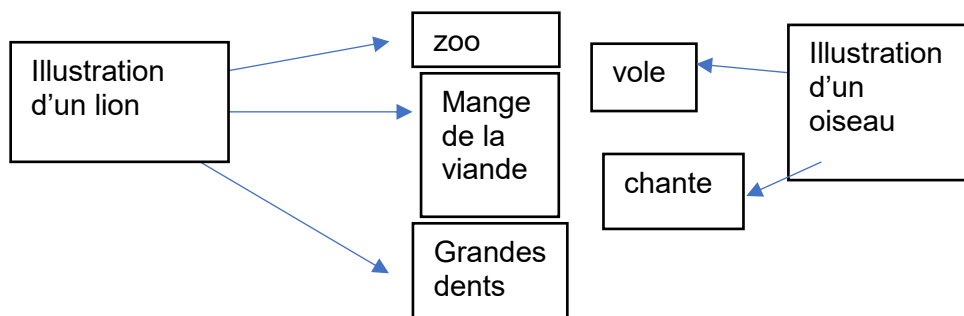 Illustration
d’un lion
zoo
Mange
de la
viande
Grandes
dents
vole
chante
Illustration
d’un
oiseau